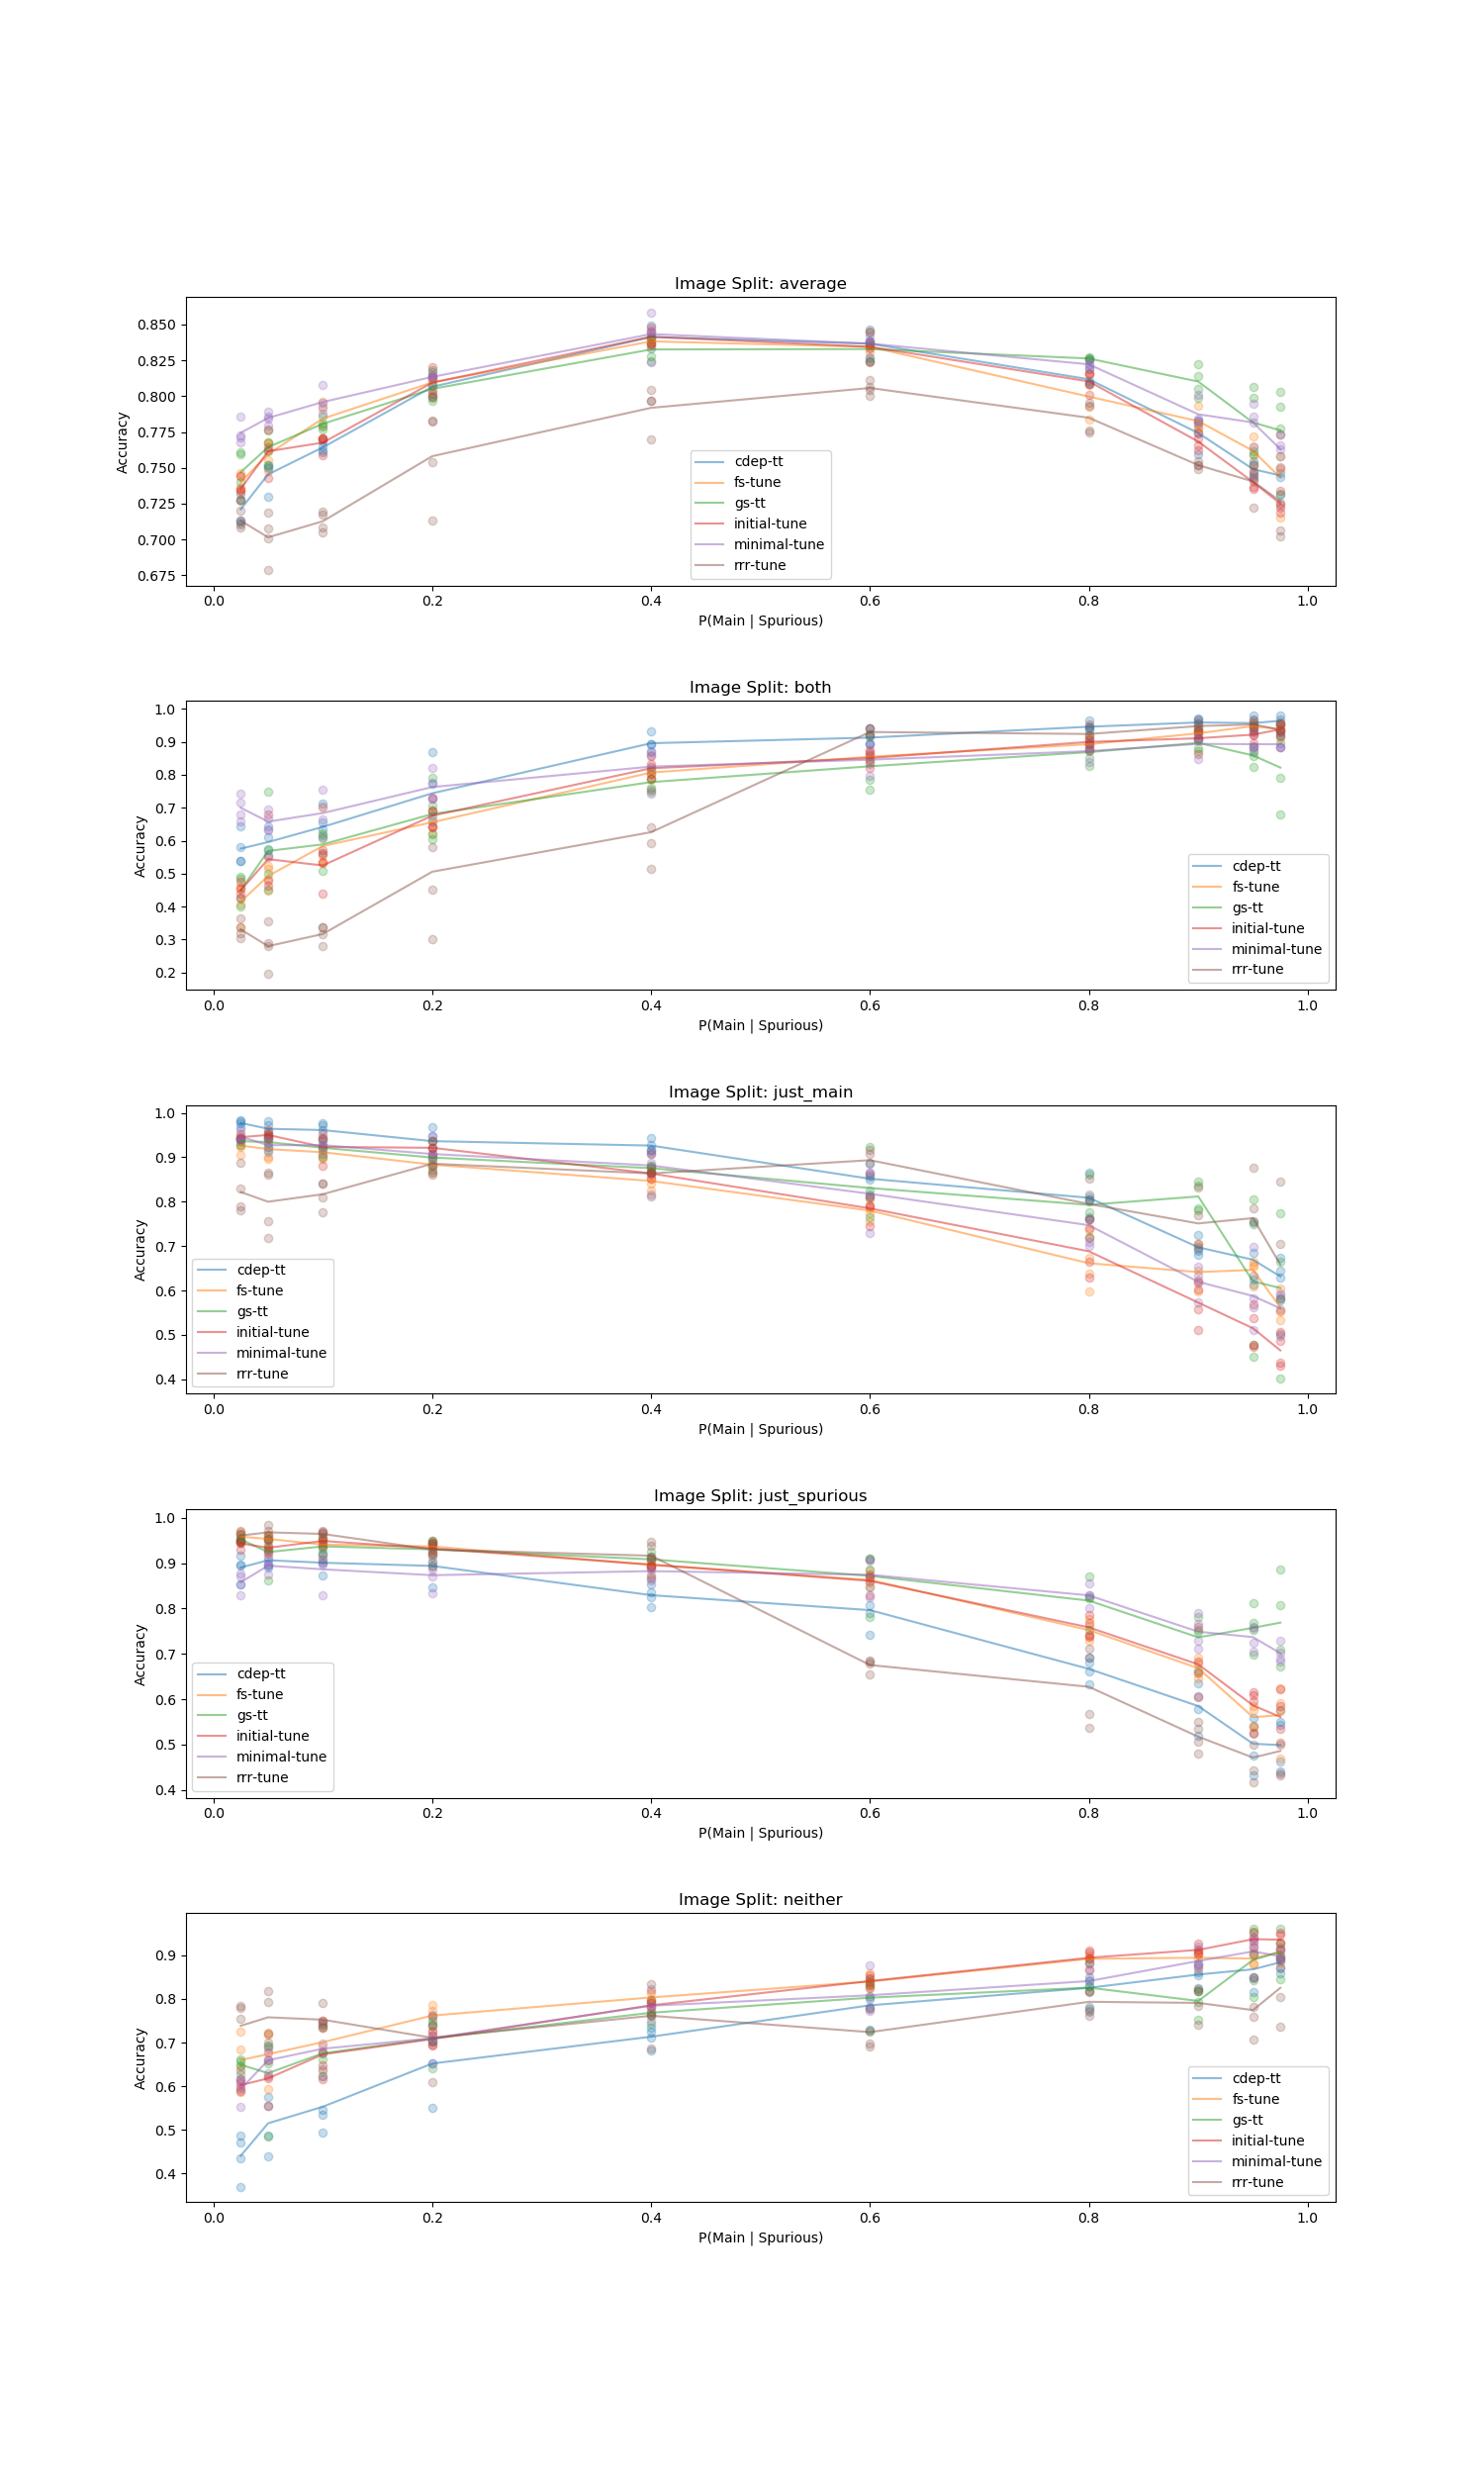 Image Split: average
0.850
0.825
0.800
0.775
0.750
0.725
0.700
0.675
Accuracy
cdep-tt
fs-tune
gs-tt
initial-tune
minimal-tune
rrr-tune
0.0 0.2 0.4 0.6 0.8 1.0
P(Main | Spurious)
Image Split: both
1.0
0.9
0.8
0.7
0.6
0.5
0.4
0.3
0.2
Accuracy
cdep-tt
fs-tune
gs-tt
initial-tune
minimal-tune
rrr-tune
0.0 0.2 0.4 0.6 0.8 1.0
P(Main | Spurious)
Image Split: just_main
1.0
0.9
0.8
0.7
0.6
0.5
0.4
Accuracy
cdep-tt
fs-tune
gs-tt
initial-tune
minimal-tune
rrr-tune
0.0 0.2 0.4 0.6 0.8 1.0
P(Main | Spurious)
Image Split: just_spurious
1.0
0.9
0.8
0.7
0.6
0.5
0.4
Accuracy
cdep-tt
fs-tune
gs-tt
initial-tune
minimal-tune
rrr-tune
0.0 0.2 0.4 0.6 0.8 1.0
P(Main | Spurious)
Image Split: neither
0.9
0.8
0.7
0.6
0.5
0.4
Accuracy
cdep-tt
fs-tune
gs-tt
initial-tune
minimal-tune
rrr-tune
0.0 0.2 0.4 0.6 0.8 1.0
P(Main | Spurious)